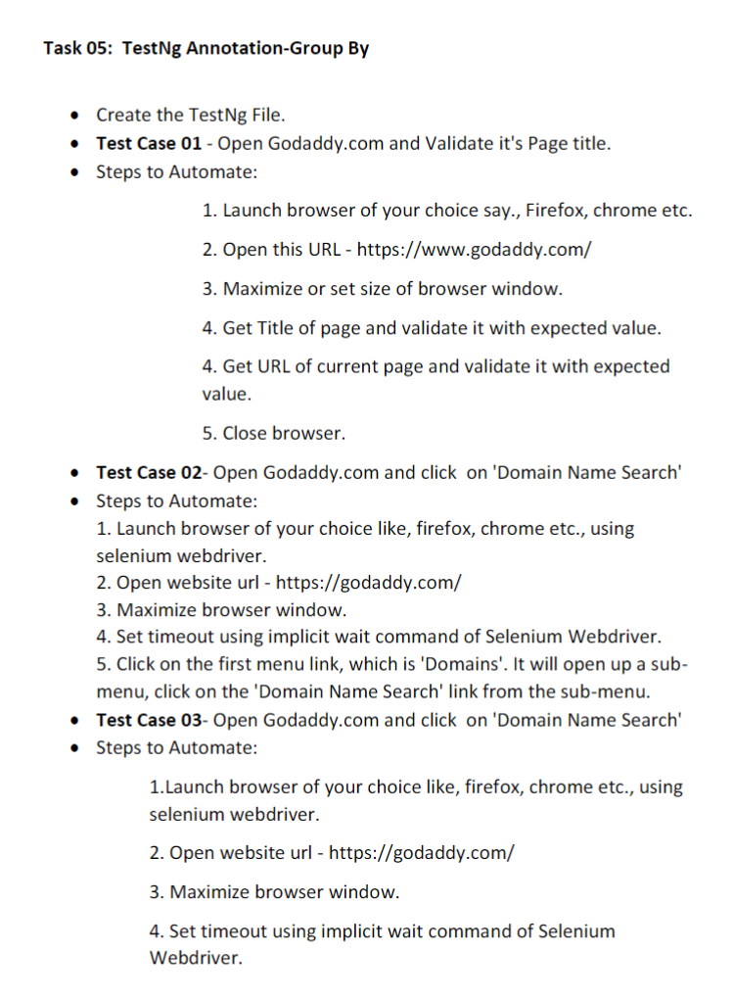 Task 05:  TestNg Annotation-Group By
• Create the TestNg File.
• Test Case 01 - Open Godaddy.com and Validate it's Page title.
• Steps to Automate:
1. Launch browser of your choice say., Firefox, chrome etc.
2. Open this URL - https://www.godaddy.com/
3. Maximize or set size of browser window.
4. Get Title of page and validate it with expected value.
4. Get URL of current page and validate it with expected
value.
5. Close browser.
• Test Case 02- Open Godaddy.com and click  on 'Domain Name Search'
• Steps to Automate:
1. Launch browser of your choice like, firefox, chrome etc., using
selenium webdriver.
2. Open website url - https://godaddy.com/
3. Maximize browser window.
4. Set timeout using implicit wait command of Selenium Webdriver.
5. Click on the first menu link, which is 'Domains'. It will open up a sub-
menu, click on the 'Domain Name Search' link from the sub-menu.
• Test Case 03- Open Godaddy.com and click  on 'Domain Name Search'
• Steps to Automate:
1.Launch browser of your choice like, firefox, chrome etc., using
selenium webdriver.
2. Open website url - https://godaddy.com/
3. Maximize browser window.
4. Set timeout using implicit wait command of Selenium
Webdriver.